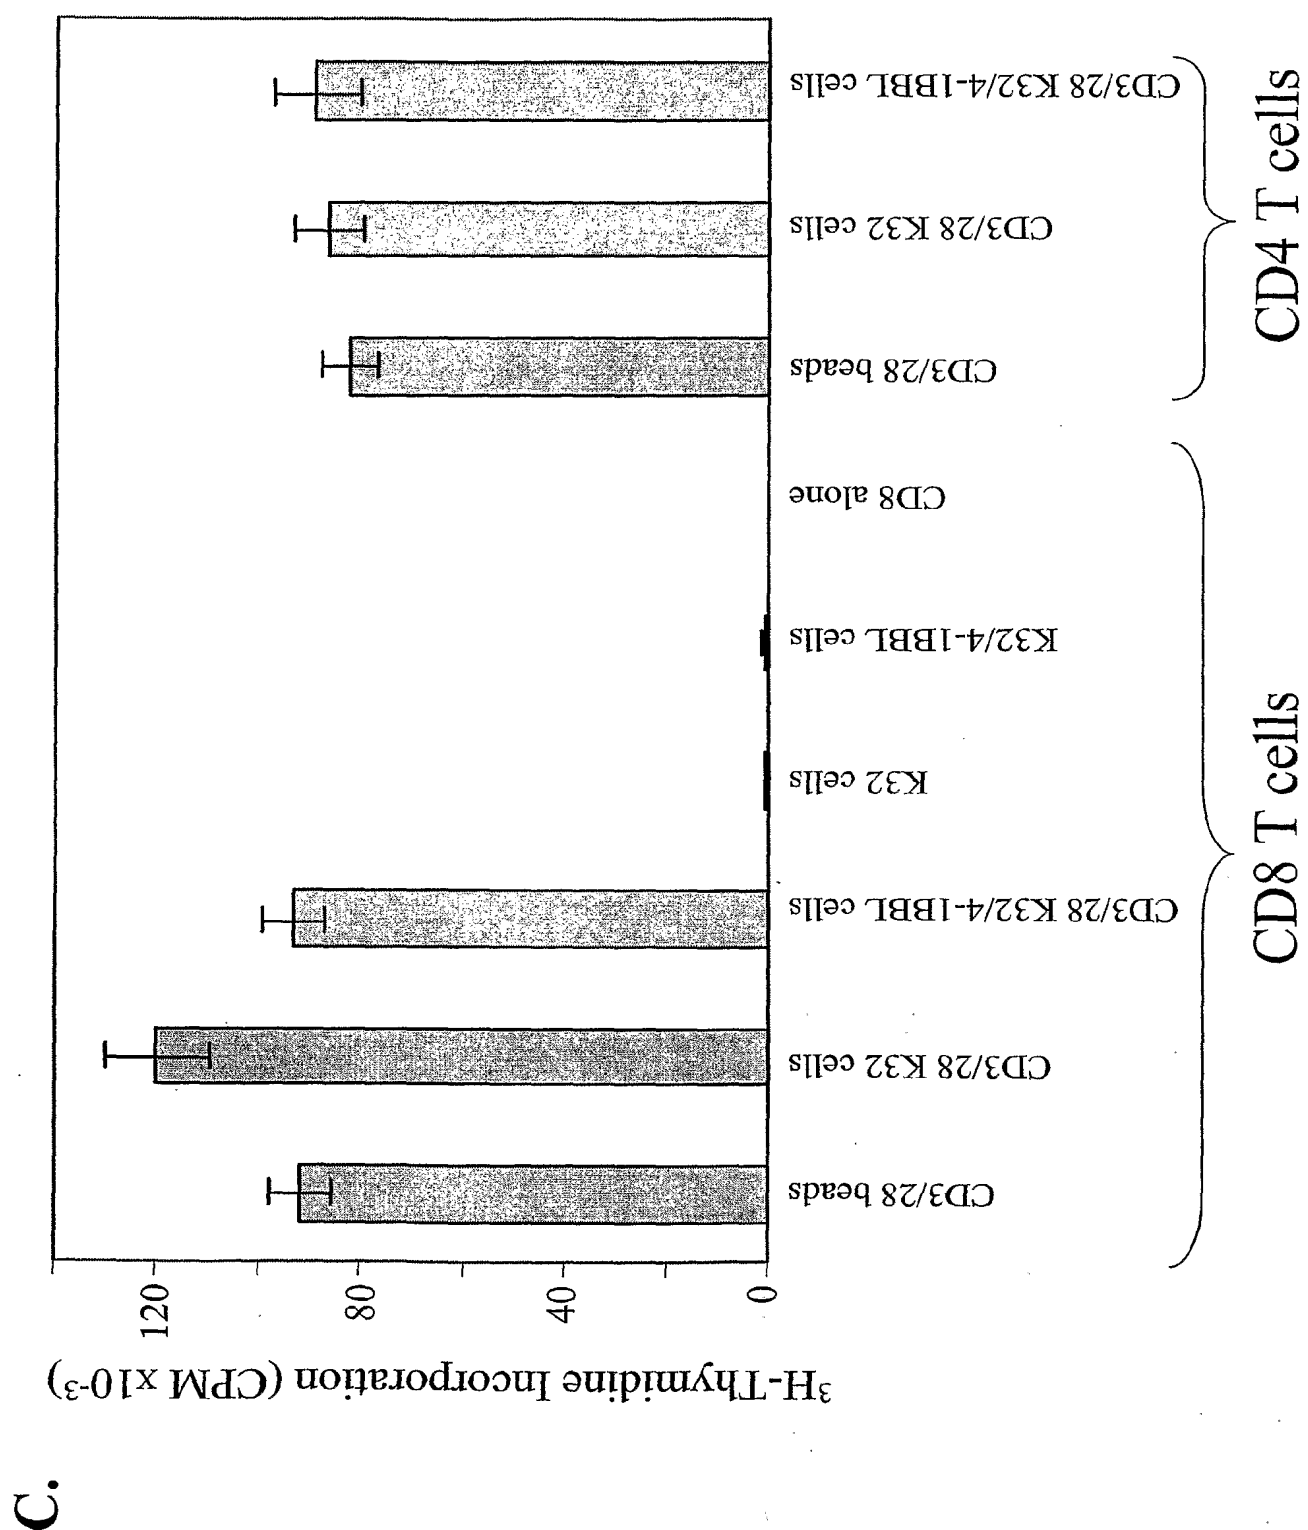 C.
³H-Thymidine Incorporation (CPM x10-³)
120
80
40
0
CD3/28 beads
CD3/28 K32 cells
CD3/28 K32/4-1BBL cells
K32 cells
K32/4-1BBL cells
CD8 alone
CD3/28 beads
CD3/28 K32 cells
CD3/28 K32/4-1BBL cells
CD8 T cells
CD4 T cells